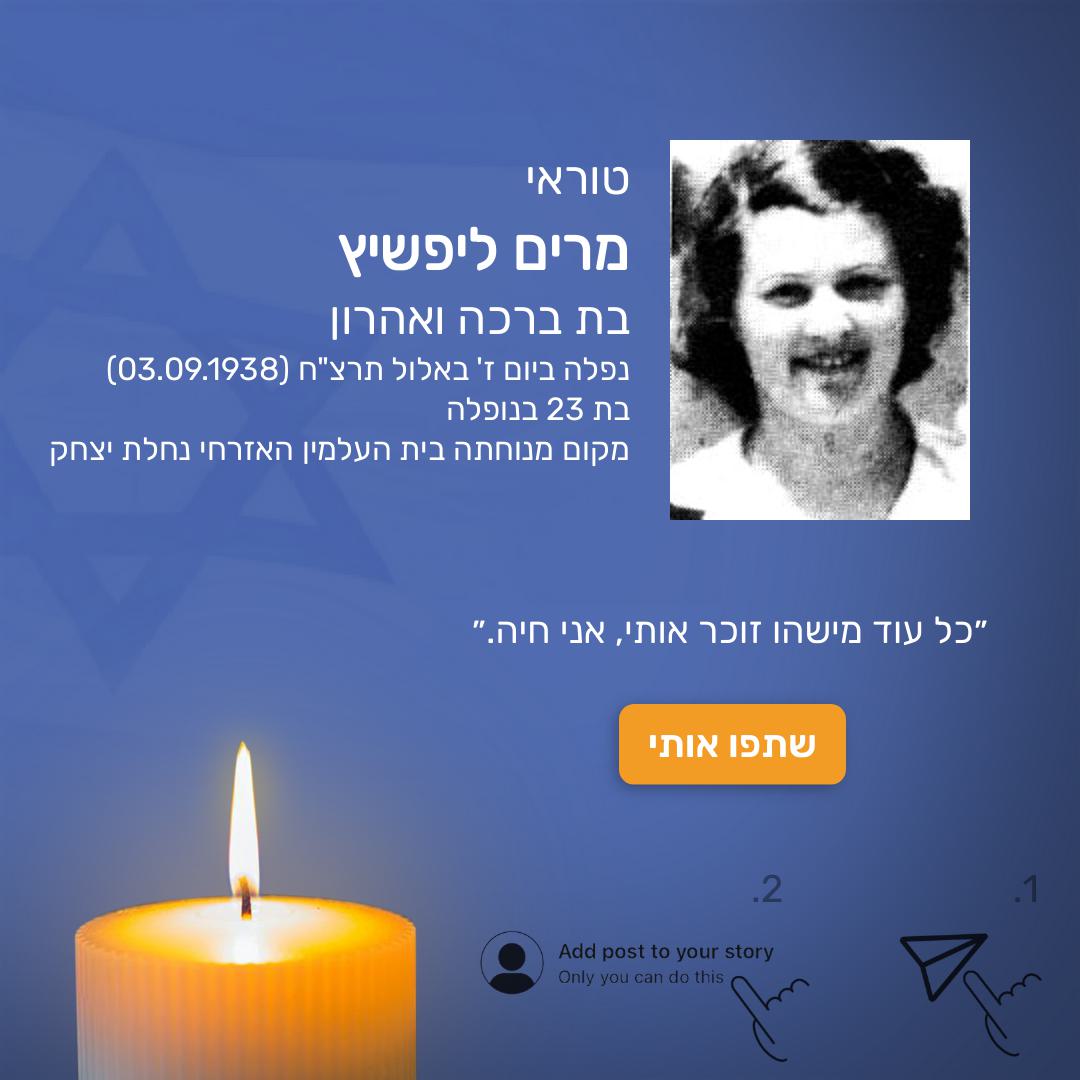 טוראי
מרים ליפשיץ
בת ברכה ואהרון
נפלה ביום ז' באלול תרצ"ח (03.09.1938)
בת 23 בנופלה
מקום מנוחתה בית העלמין האזרחי נחלת יצחק
״כל עוד מישהו זוכר אותי, אני חיה.״
שתפו אותי
1.
2.
Add post to your story
Only you can do this